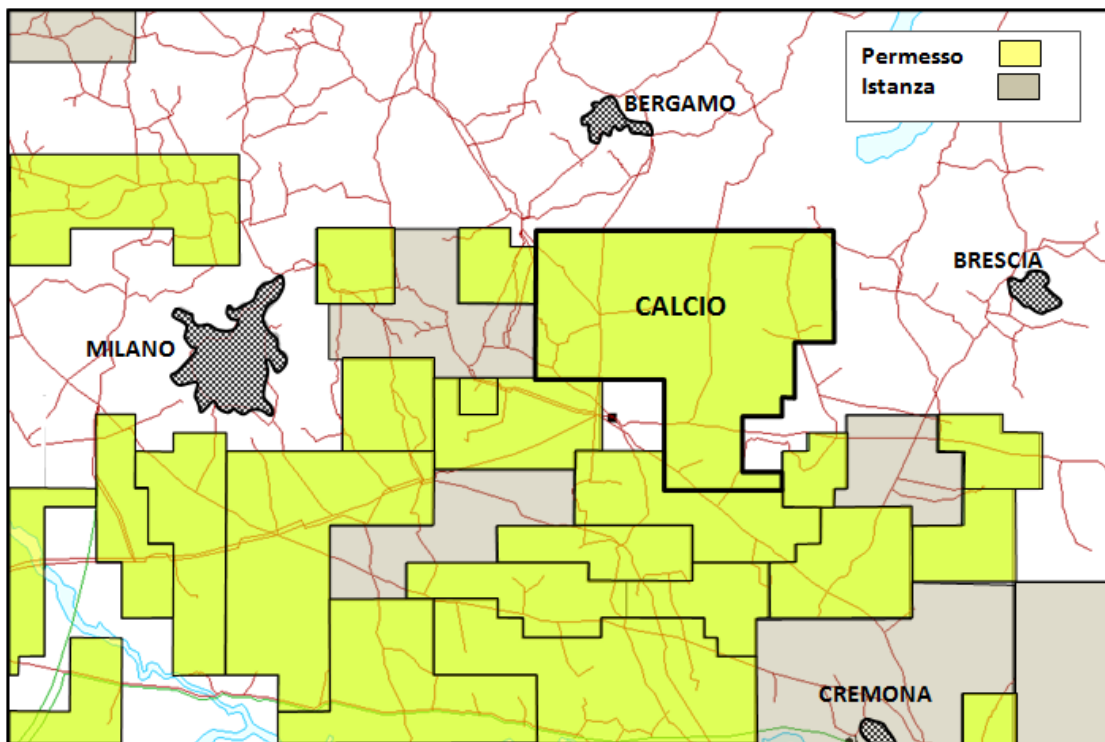 Permesso
Istanza
BERGAMO
BRESCIA
CALCIO
MILANO
CREMONA